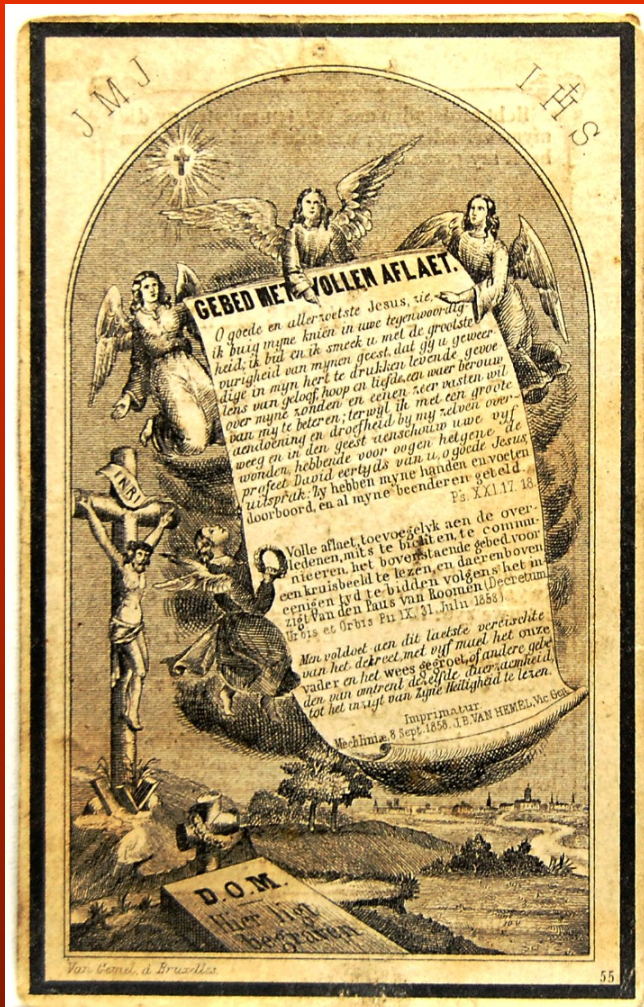 J.M.J
IHS
GEBED MET VOLLEN AFLAET.
O goede en allerzoetste Jesus, zie,
ik buig myne knien in uwe tegenwoordig
heid; ik bid en ik smeek u met de grootste
vurigheid van mynen geest, dat gy u geweer
dige in myn hert te drukken levende gevoe
lens van geloof, hoop en liefde, een waer berouw
over myne zonden en eenen zeer vasten wil
van my te beteren; terwyl ik met een groote
aendoening en droefheid by my zelven over-
weeg en in den geest aenschouw uwe vyf
wonden, hebbende voor oogen hetgene de
profeet David eertyds van u, o goede Jesus,
uitsprak: Zy hebben myne handen en voeten
doorboord, en al myne beenderen geteld.
Ps. XXI. 17. 18.
Volle aflaet, toevoegelyk aen de over-
ledenen, mits te biechten, te commu-
nieeren, het bovenstaende gebed, voor
een kruisbeeld te lezen, en daerenboven
eenigen tyd te bidden volgens het in
zigt van den Paus van Roomen (Decretum
Urbis et Orbis Pii IX. 31. Julii 1858).
Men voldoet aen dit laetste vereischte
van het dekreet, met vyf mael het onze
vader en het wees gegroet, of andere gebe
den van omtrent dezelfde duerzaemheid,
tot het inzigt van Zyne Heiligheid te lezen.
Imprimatur
Mechliniæ, 8 Sept. 1858. J.B. VAN HEMEL, Vic. Gen.
INRI
D.O.M.
Hier ligt
begraven
Van Gemel, à Bruxelles.
55